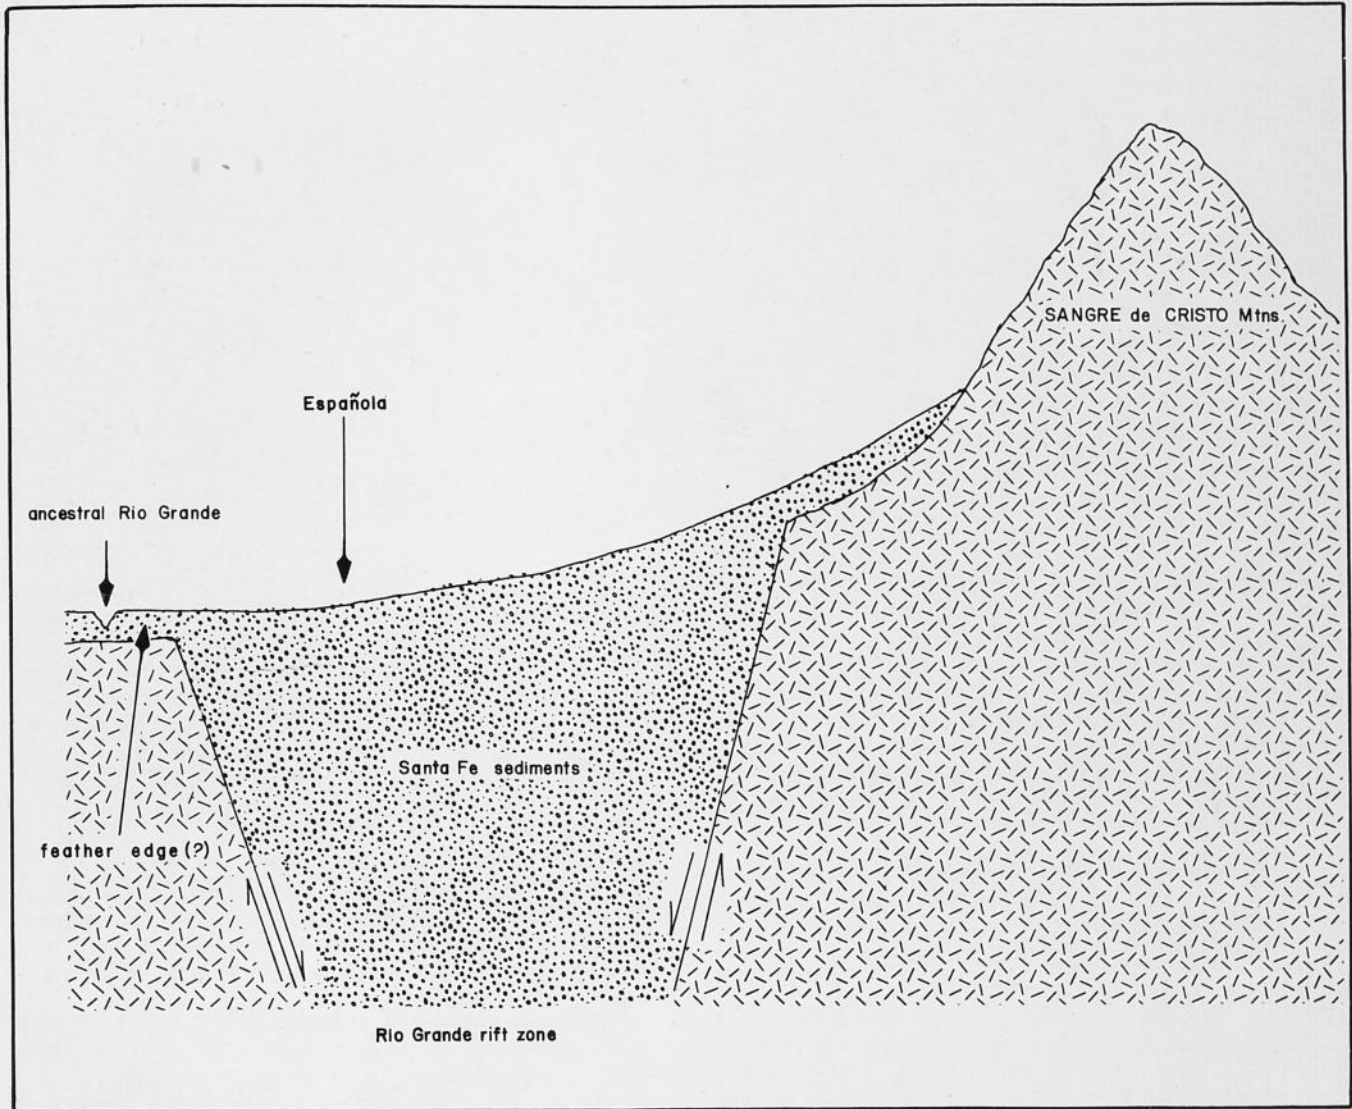 SANGRE de CRISTO Mtns.
Española
ancestral Rio Grande
Santa Fe sediments
feather edge (?)
Rio Grande rift zone